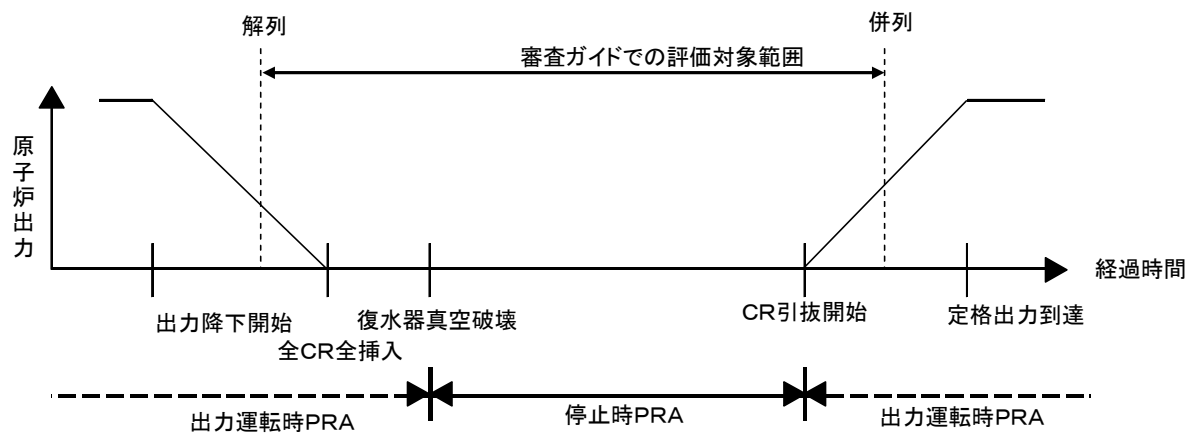 解列
併列
審査ガイドでの評価対象範囲
原子炉出力
経過時間
出力降下開始
全CR全挿入
復水器真空破壊
CR引抜開始
定格出力到達
出力運転時PRA
停止時PRA
出力運転時PRA